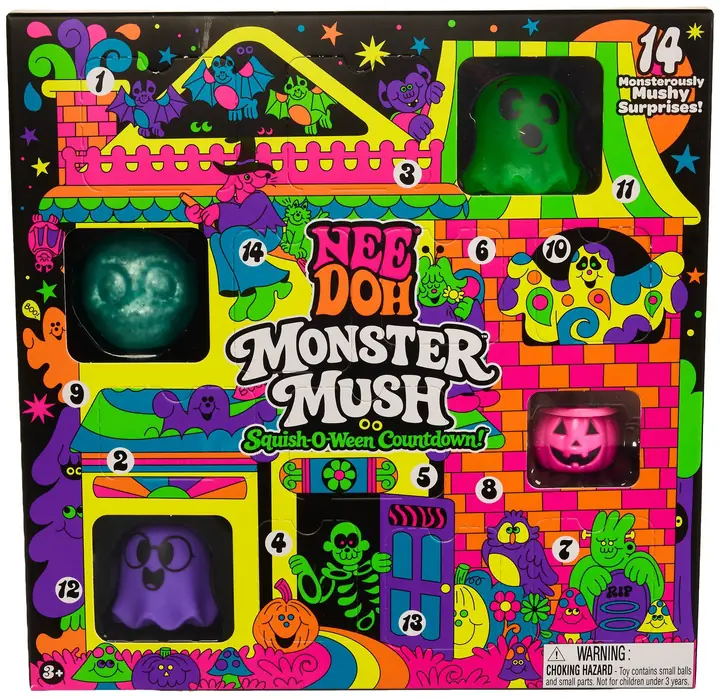 14
Monsterously
Mushy
Surprises!
1
3
11
14
6
10
NEE
DOH
MONSTER
MUSH
Squish-O-Ween Countdown!
BOO!
9
2
5
8
4
7
RIP
12
13
3+
WARNING:
CHOKING HAZARD - Toy contains small balls
and small parts. Not for children under 3 years.